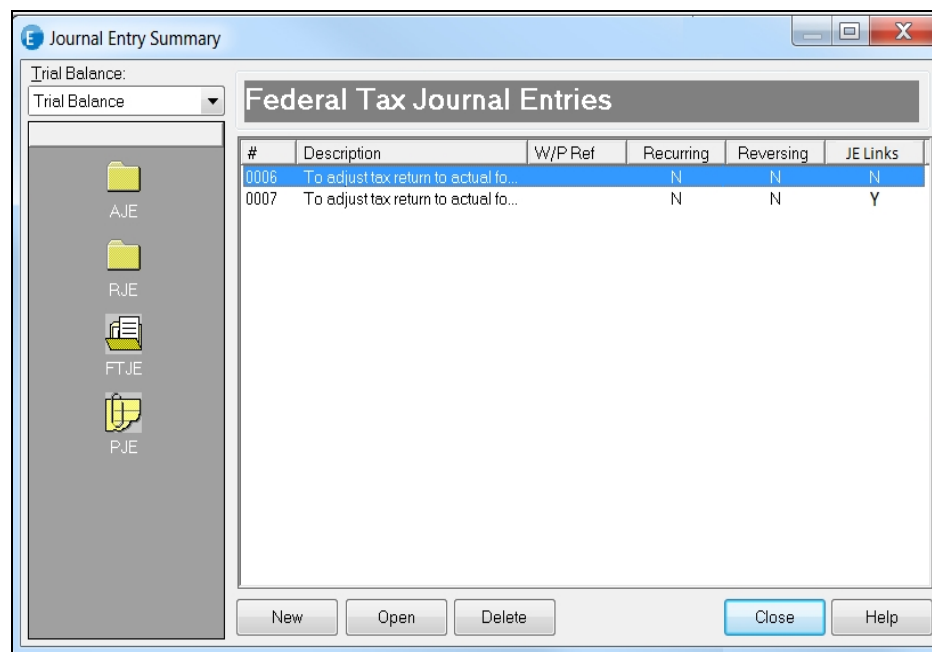 Journal Entry Summary
Trial Balance:
Trial Balance
Federal Tax Journal Entries
# Description W/P Ref Recurring Reversing JE Links
0006 To adjust tax return to actual fo... N N N
0007 To adjust tax return to actual fo... N N Y
AJE
RJE
FTJE
PJE
New Open Delete Close Help